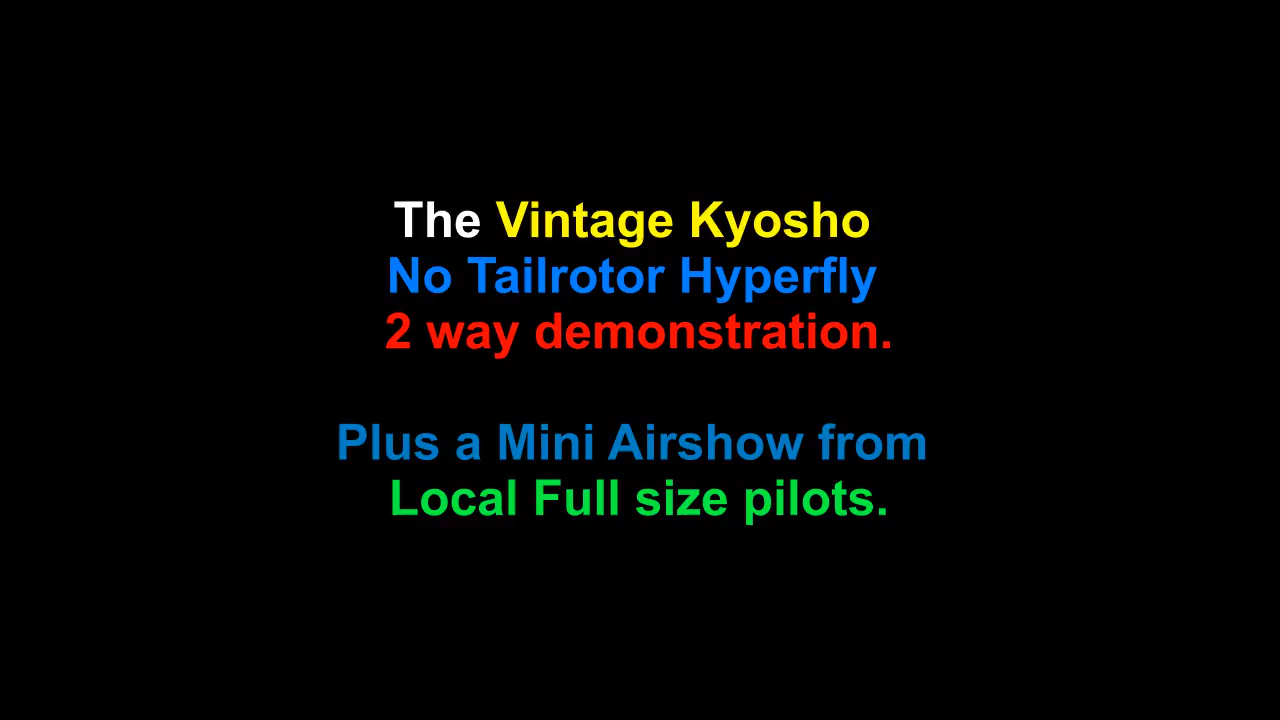 The Vintage Kyosho
No Tailrotor Hyperfly
2 way demonstration.
Plus a Mini Airshow from
Local Full size pilots.